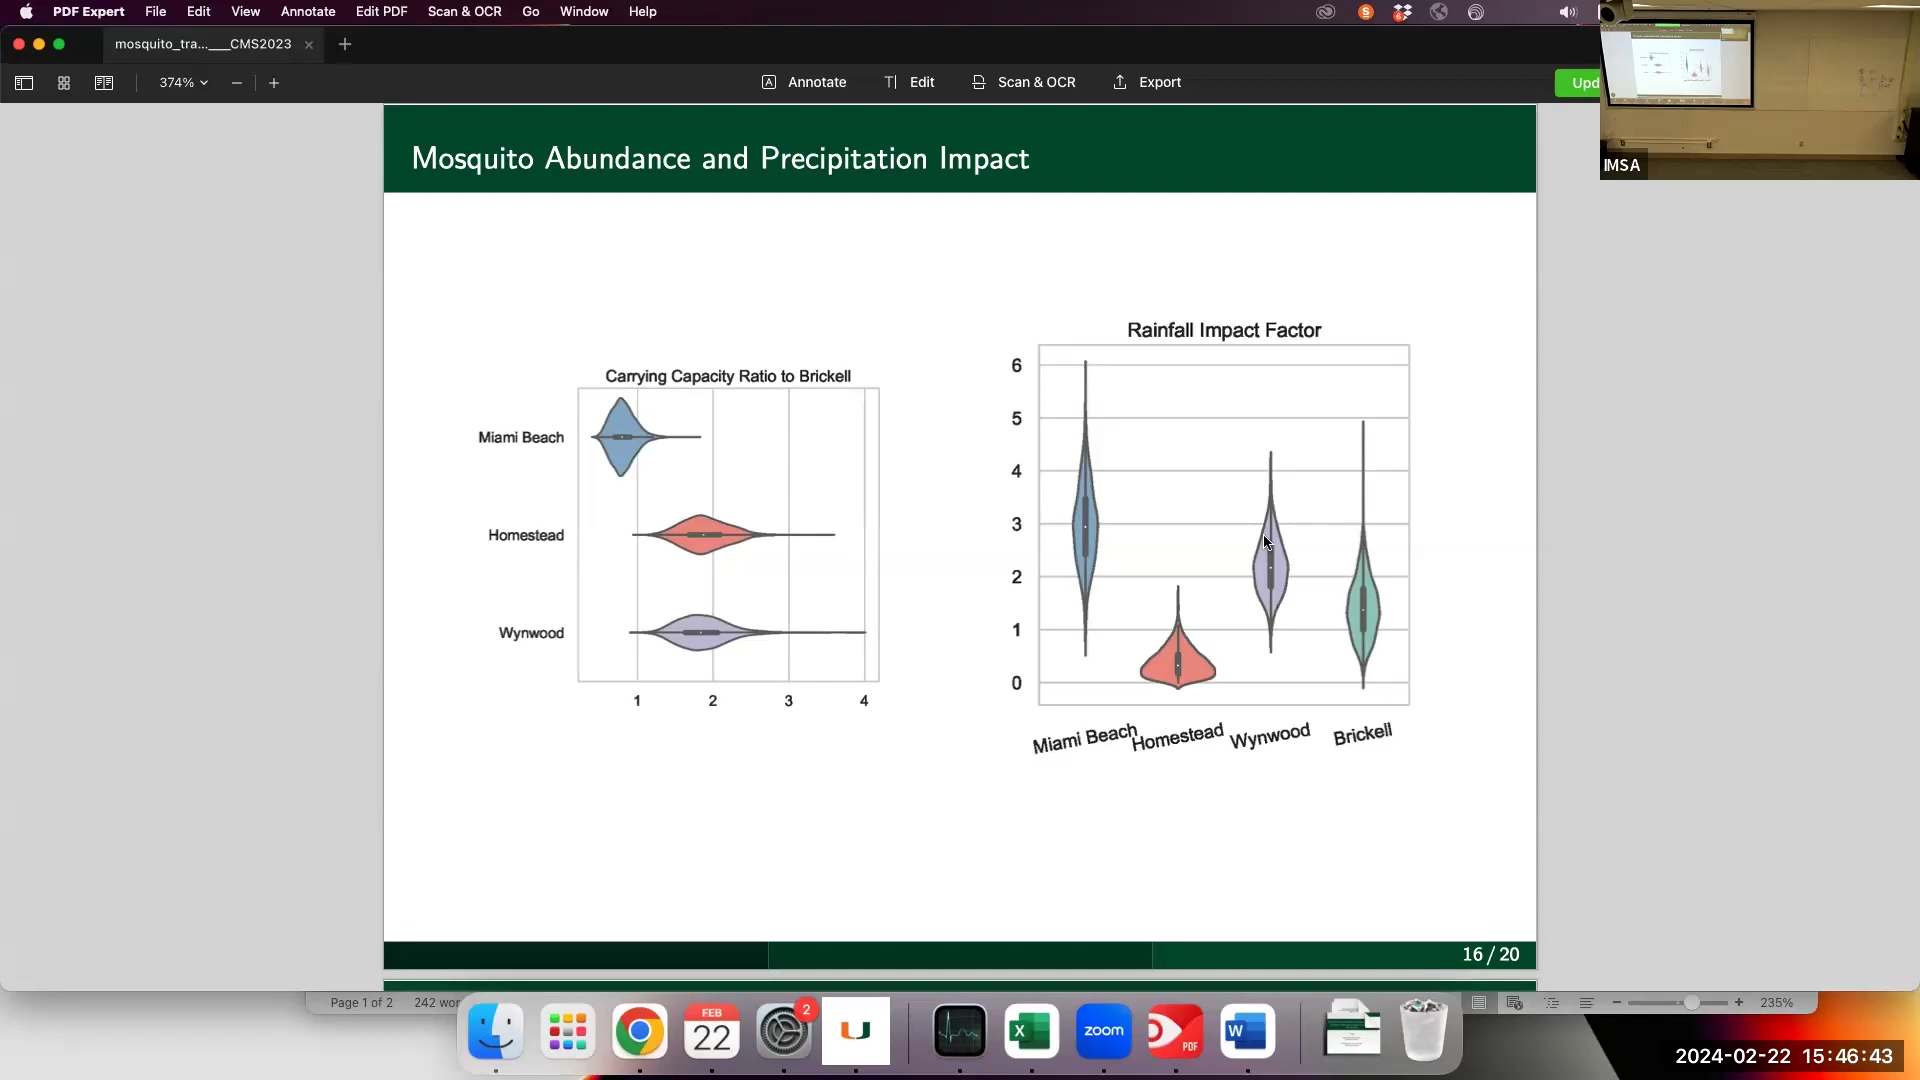 PDF Expert File Edit View Annotate Edit PDF Scan & OCR Go Window Help
mosquito_tra...___CMS2023
374%
Annotate Edit Scan & OCR Export
Upd
IMSA
Mosquito Abundance and Precipitation Impact
Carrying Capacity Ratio to Brickell
Miami Beach
Homestead
Wynwood
1 2 3 4
Rainfall Impact Factor
6
5
4
3
2
1
0
Miami Beach Homestead Wynwood Brickell
16 / 20
Page 1 of 2 242 wor
235%
FEB
22
2
U
X
zoom
PDF
W
2024-02-22 15:46:43